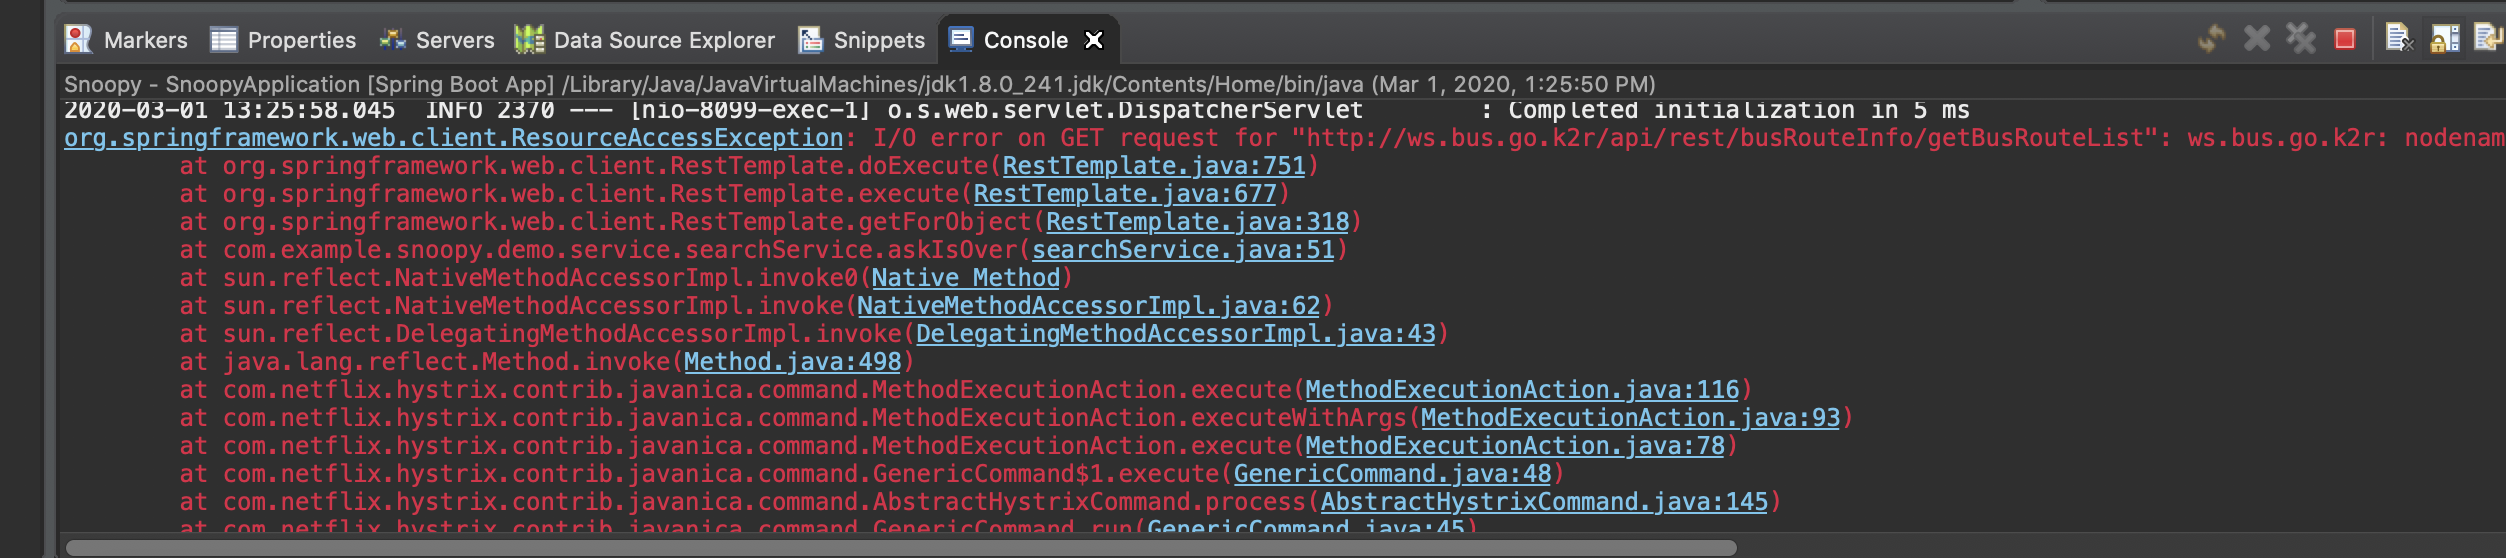 Markers Properties Servers Data Source Explorer Snippets Console
Snoopy - SnoopyApplication [Spring Boot App] /Library/Java/JavaVirtualMachines/jdk1.8.0_241.jdk/Contents/Home/bin/java (Mar 1, 2020, 1:25:50 PM)
2020-03-01 13:25:58.045 INFO 2370 --- [nio-8099-exec-1] o.s.web.servlet.DispatcherServlet : Completed initialization in 5 ms
org.springframework.web.client.ResourceAccessException: I/O error on GET request for "http://ws.bus.go.k2r/api/rest/busRouteInfo/getBusRouteList": ws.bus.go.k2r: nodenam
at org.springframework.web.client.RestTemplate.doExecute(RestTemplate.java:751)
at org.springframework.web.client.RestTemplate.execute(RestTemplate.java:677)
at org.springframework.web.client.RestTemplate.getForObject(RestTemplate.java:318)
at com.example.snoopy.demo.service.searchService.askIsOver(searchService.java:51)
at sun.reflect.NativeMethodAccessorImpl.invoke0(Native Method)
at sun.reflect.NativeMethodAccessorImpl.invoke(NativeMethodAccessorImpl.java:62)
at sun.reflect.DelegatingMethodAccessorImpl.invoke(DelegatingMethodAccessorImpl.java:43)
at java.lang.reflect.Method.invoke(Method.java:498)
at com.netflix.hystrix.contrib.javanica.command.MethodExecutionAction.execute(MethodExecutionAction.java:116)
at com.netflix.hystrix.contrib.javanica.command.MethodExecutionAction.executeWithArgs(MethodExecutionAction.java:93)
at com.netflix.hystrix.contrib.javanica.command.MethodExecutionAction.execute(MethodExecutionAction.java:78)
at com.netflix.hystrix.contrib.javanica.command.GenericCommand$1.execute(GenericCommand.java:48)
at com.netflix.hystrix.contrib.javanica.command.AbstractHystrixCommand.process(AbstractHystrixCommand.java:145)
at com.netflix.hystrix.contrib.javanica.command.GenericCommand.run(GenericCommand.java:45)